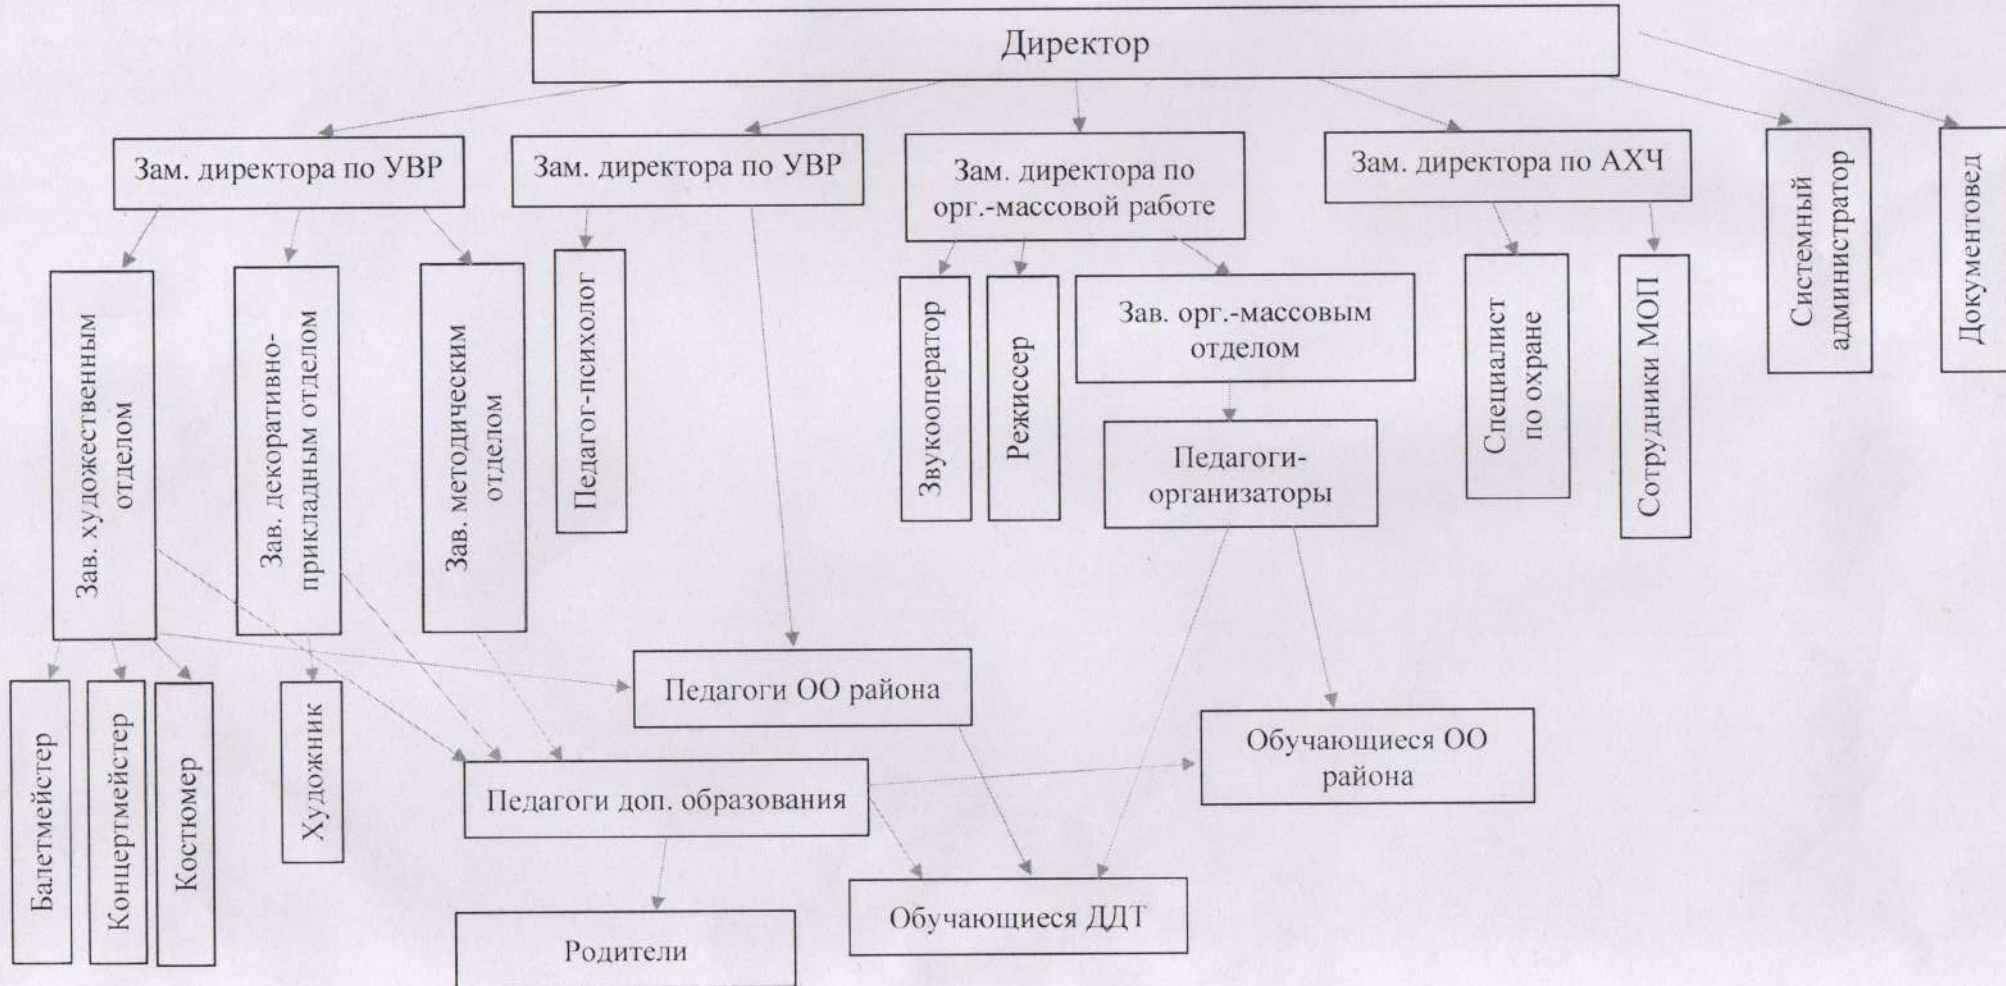 Директор
Зам. директора по УВР
Зам. директора по УВР
Зам. директора по
орг.-массовой работе
Зам. директора по АХЧ
Системный
администратор
Документовед
Зав. художественным
отделом
Зав. декоративно-
прикладным отделом
Зав. методическим
отделом
Педагог-психолог
Звукооператор
Режиссер
Зав. орг.-массовым
отделом
Специалист
по охране
Сотрудники МОП
Педагоги-
организаторы
Педагоги ОО района
Обучающиеся ОО
района
Балетмейстер
Концертмейстер
Костюмер
Художник
Педагоги доп. образования
Обучающиеся ДДТ
Родители